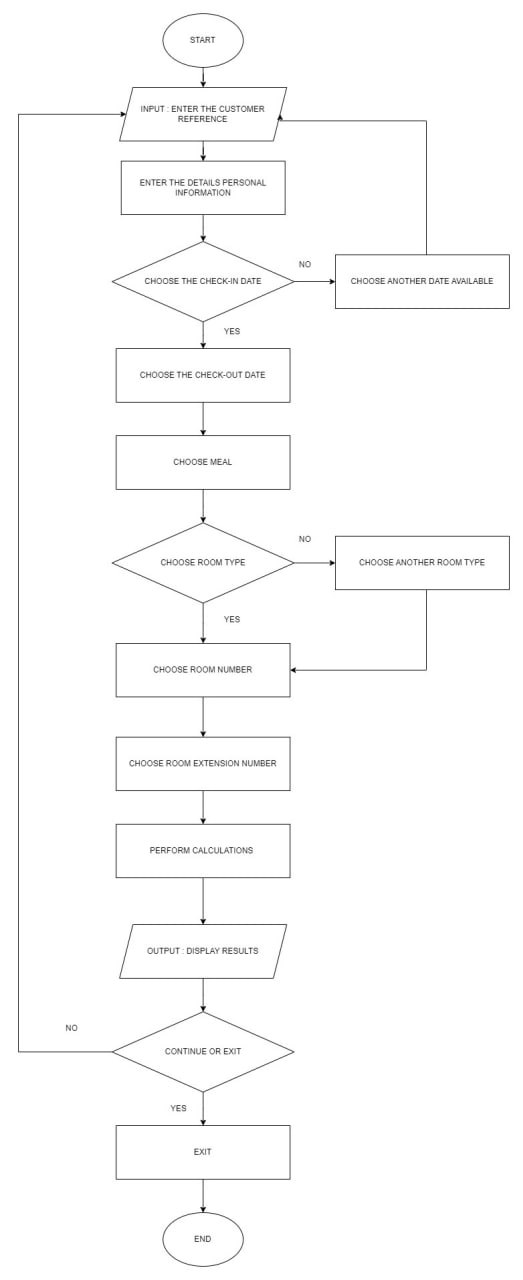 START
INPUT : ENTER THE CUSTOMER
REFERENCE
ENTER THE DETAILS PERSONAL
INFORMATION
CHOOSE THE CHECK-IN DATE
NO
CHOOSE ANOTHER DATE AVAILABLE
YES
CHOOSE THE CHECK-OUT DATE
CHOOSE MEAL
CHOOSE ROOM TYPE
NO
CHOOSE ANOTHER ROOM TYPE
YES
CHOOSE ROOM NUMBER
CHOOSE ROOM EXTENSION NUMBER
PERFORM CALCULATIONS
OUTPUT : DISPLAY RESULTS
NO
CONTINUE OR EXIT
YES
EXIT
END